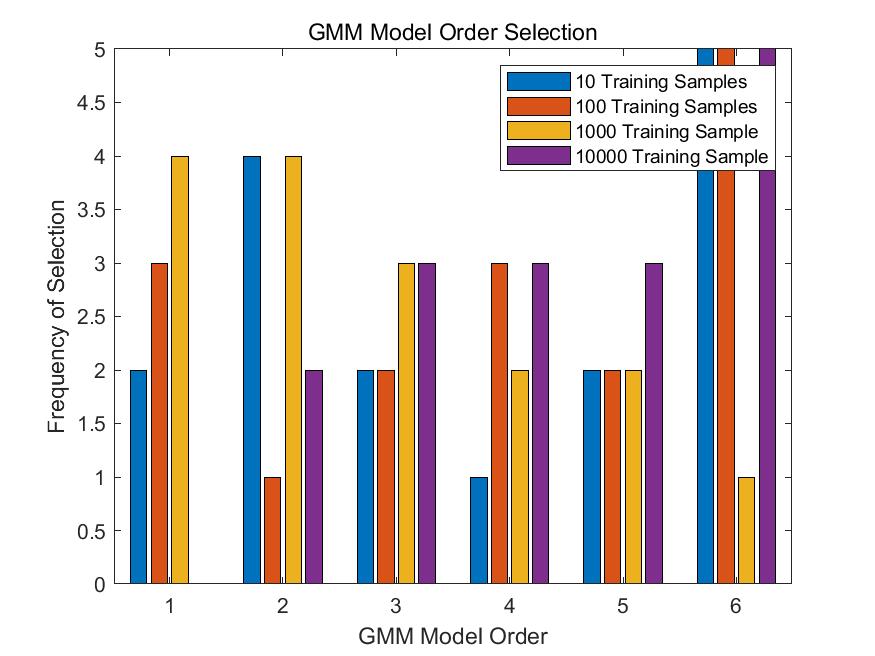 GMM Model Order Selection
5
4.5
4
3.5
3
2.5
2
1.5
1
0.5
0
Frequency of Selection
10 Training Samples
100 Training Samples
1000 Training Sample
10000 Training Sample
1 2 3 4 5 6
GMM Model Order